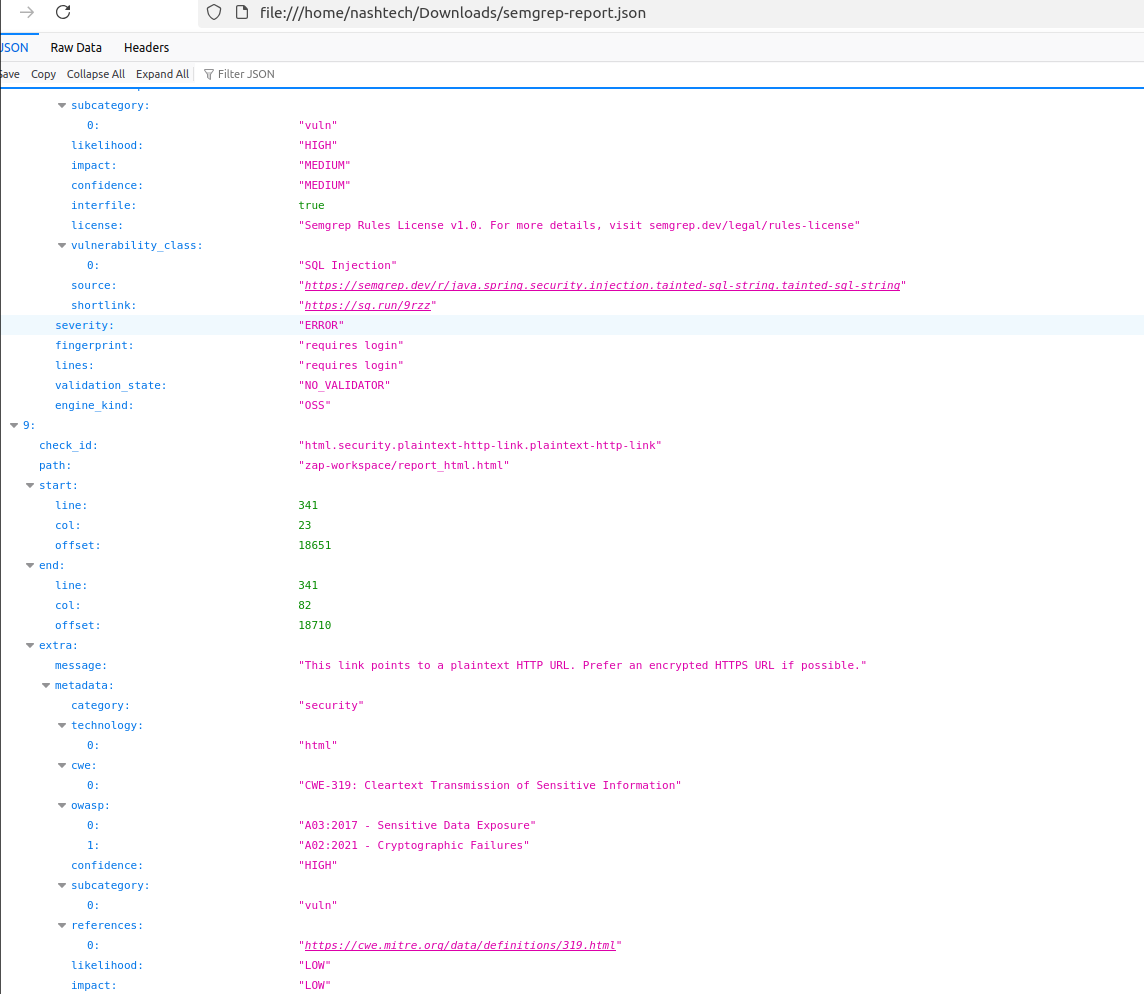 file:///home/nashtech/Downloads/semgrep-report.json
JSON Raw Data Headers
Save Copy Collapse All Expand All Filter JSON
subcategory:
0: "vuln"
likelihood: "HIGH"
impact: "MEDIUM"
confidence: "MEDIUM"
interfile: true
license: "Semgrep Rules License v1.0. For more details, visit semgrep.dev/legal/rules-license"
vulnerability_class:
0: "SQL Injection"
source: "https://semgrep.dev/r/java.spring.security.injection.tainted-sql-string.tainted-sql-string"
shortlink: "https://sg.run/9rzz"
severity: "ERROR"
fingerprint: "requires login"
lines: "requires login"
validation_state: "NO_VALIDATOR"
engine_kind: "OSS"
9:
check_id: "html.security.plaintext-http-link.plaintext-http-link"
path: "zap-workspace/report_html.html"
start:
line: 341
col: 23
offset: 18651
end:
line: 341
col: 82
offset: 18710
extra:
message: "This link points to a plaintext HTTP URL. Prefer an encrypted HTTPS URL if possible."
metadata:
category: "security"
technology:
0: "html"
cwe:
0: "CWE-319: Cleartext Transmission of Sensitive Information"
owasp:
0: "A03:2017 - Sensitive Data Exposure"
1: "A02:2021 - Cryptographic Failures"
confidence: "HIGH"
subcategory:
0: "vuln"
references:
0: "https://cwe.mitre.org/data/definitions/319.html"
likelihood: "LOW"
impact: "LOW"